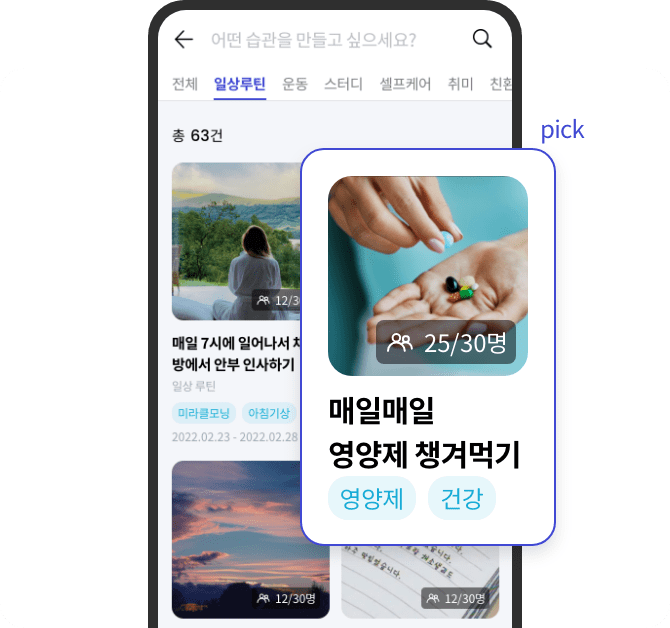 어떤 습관을 만들고 싶으세요?
전체 일상루틴 운동 스터디 셀프케어 취미 친환
총 63건
pick
12/3
25/30명
매일 7시에 일어나서
방에서 안부 인사하기
일상 루틴
미라클모닝 아침기상
2022.02.23 - 2022.02.28
매일매일
영양제 챙겨먹기
영양제 건강
12/30명
12/30명